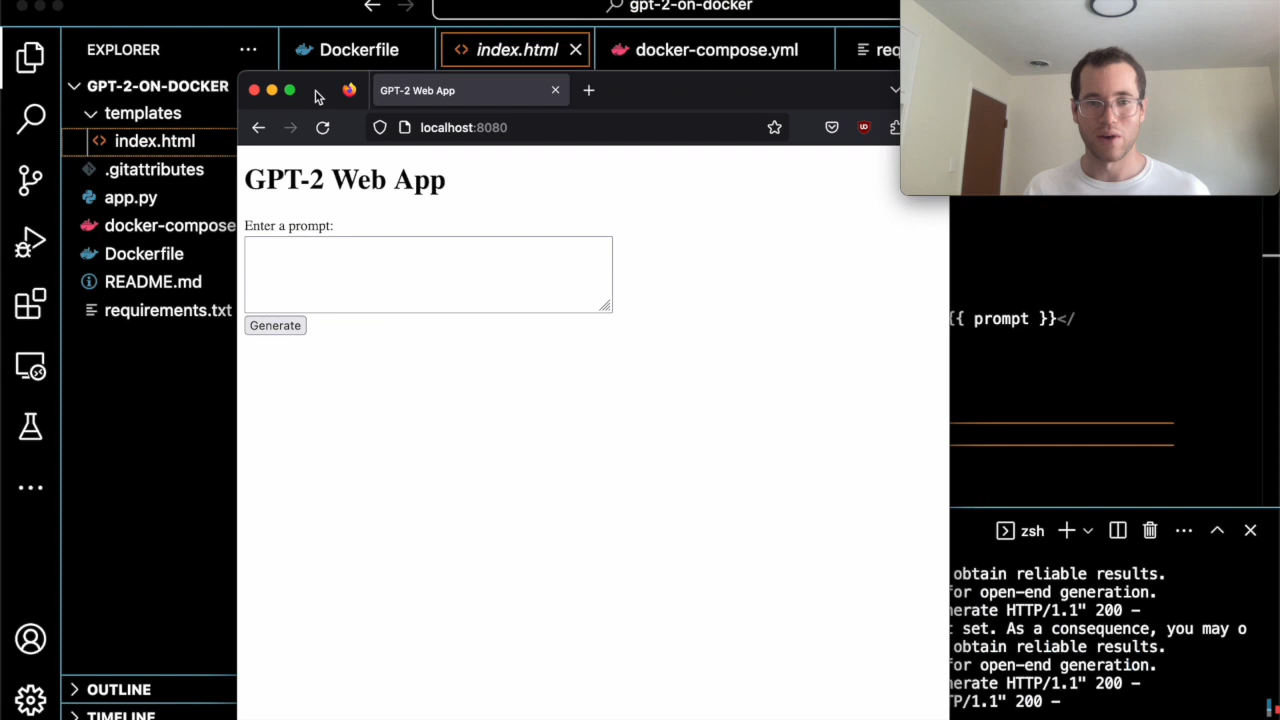 gpt-2-on-docker
EXPLORER
Dockerfile
index.html
docker-compose.yml
GPT-2-ON-DOCKER
templates
index.html
.gitattributes
app.py
docker-compose
Dockerfile
README.md
requirements.txt
OUTLINE
TIMELINE
GPT-2 Web App
localhost:8080
GPT-2 Web App
Enter a prompt:
Generate
{{ prompt }}</
zsh
obtain reliable results.
for open-end generation.
nerate HTTP/1.1" 200 -
t set. As a consequence, you may o
obtain reliable results.
for open-end generation.
nerate HTTP/1.1" 200 -
P/1.1" 200 -